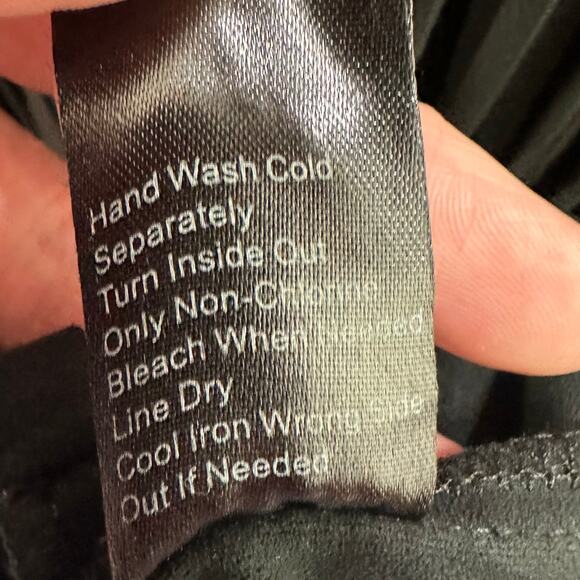 Hand Wash Cold
Separately
Turn Inside Out
Only Non-Chlorine
Bleach When Needed
Line Dry
Cool Iron Wrong Side
Out If Needed